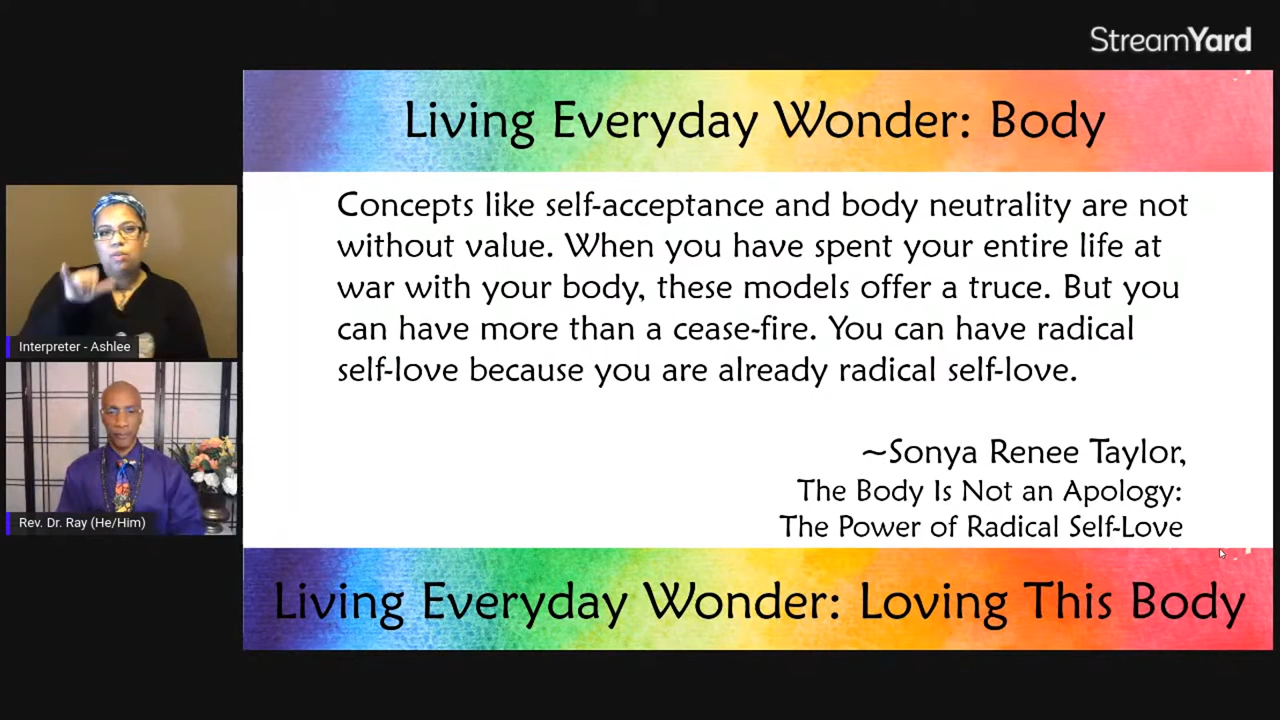 StreamYard
Living Everyday Wonder: Body
Concepts like self-acceptance and body neutrality are not
without value. When you have spent your entire life at
war with your body, these models offer a truce. But you
can have more than a cease-fire. You can have radical
self-love because you are already radical self-love.
~Sonya Renee Taylor,
The Body Is Not an Apology:
The Power of Radical Self-Love
Living Everyday Wonder: Loving This Body
Interpreter - Ashlee
Rev. Dr. Ray (He/Him)